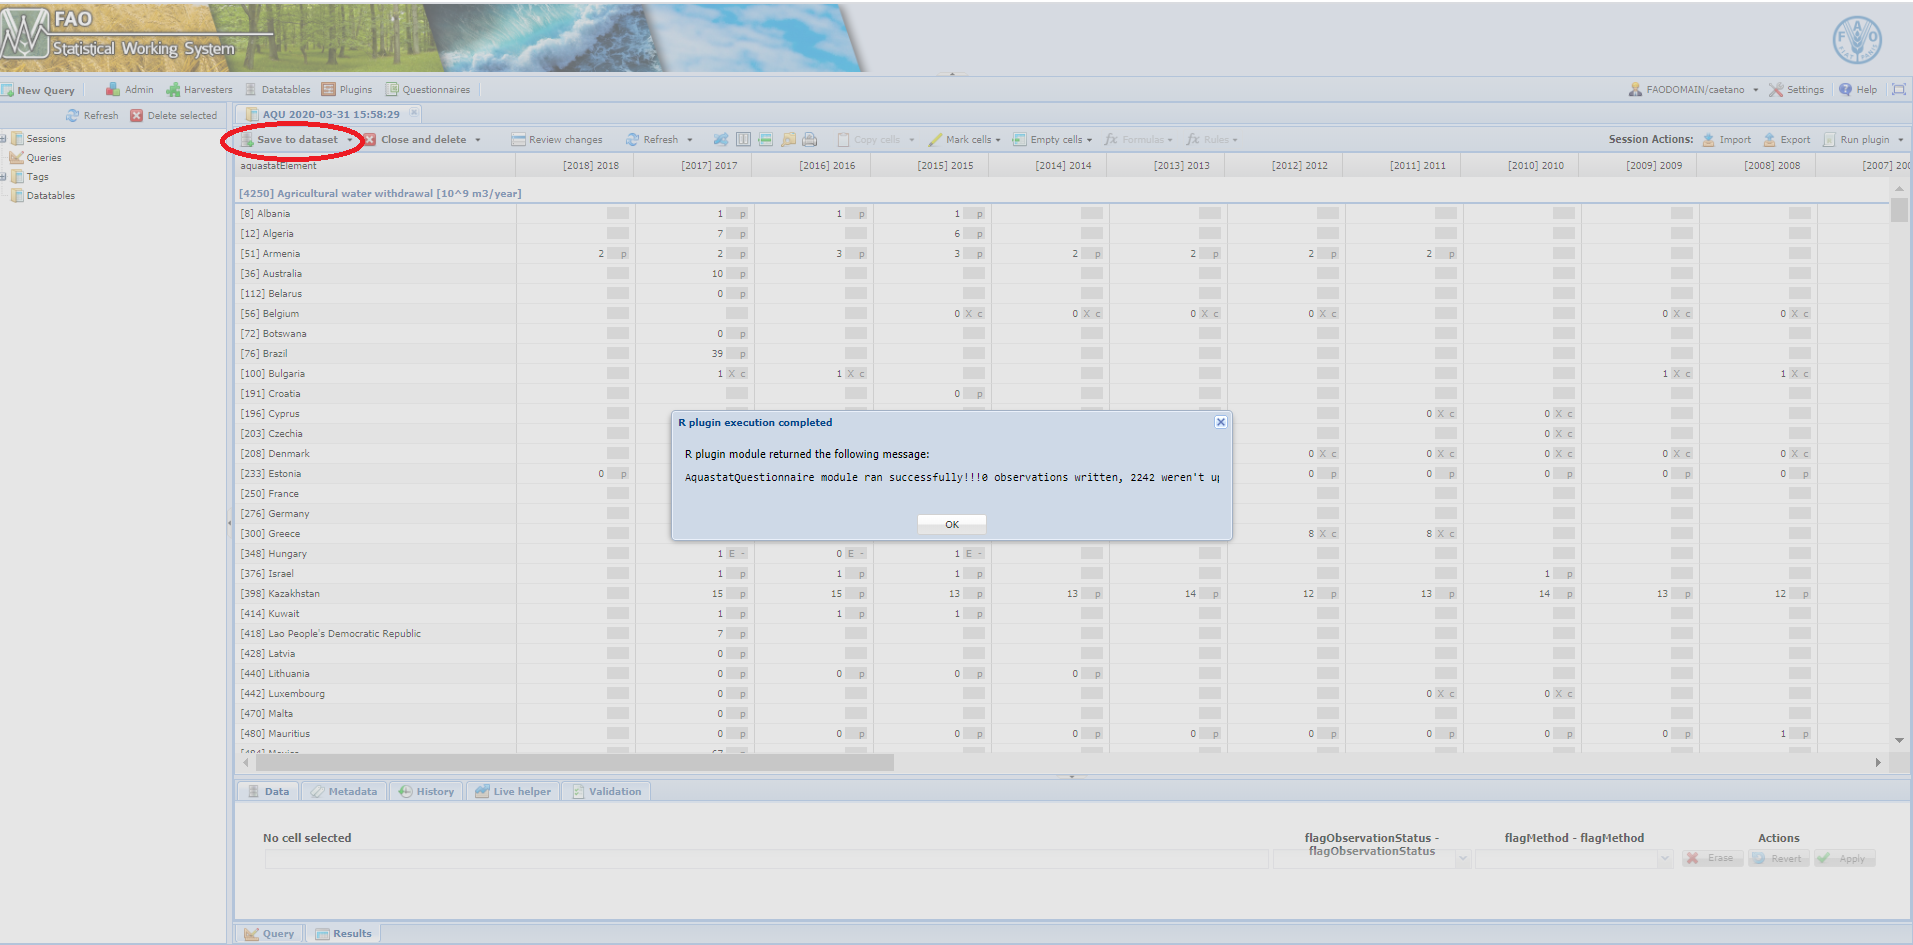 FAO
Statistical Working System
New Query Admin Harvesters Datatables Plugins Questionnaires FAODOMAIN/caetano Settings Help
Refresh Delete selected AQU 2020-03-31 15:58:29
Sessions
Queries
Tags
Datatables
Save to dataset Close and delete Review changes Refresh Copy cells Mark cells Empty cells Formulas Rules Session Actions: Import Export Run plugin
aquastatElement [2018] 2018 [2017] 2017 [2016] 2016 [2015] 2015 [2014] 2014 [2013] 2013 [2012] 2012 [2011] 2011 [2010] 2010 [2009] 2009 [2008] 2008 [2007] 200
[4250] Agricultural water withdrawal [10^9 m3/year]
[8] Albania 1 p 1 p 1 p
[12] Algeria 7 p 6 p
[51] Armenia 2 p 2 p 3 p 3 p 2 p 2 p 2 p 2 p
[36] Australia 10 p
[112] Belarus 0 p
[56] Belgium 0 X c 0 X c 0 X c 0 X c 0 X c 0 X c
[72] Botswana 0 p
[76] Brazil 39 p
[100] Bulgaria 1 X c 1 X c 1 X c 1 X c
[191] Croatia 0 p
[196] Cyprus 0 X c 0 X c
[203] Czechia 0 X c
[208] Denmark 0 X c 0 X c 0 X c 0 X c 0 X c
[233] Estonia 0 p 0 p 0 p 0 p 0 p 0 p
[250] France
[276] Germany
[300] Greece 8 X c 8 X c
[348] Hungary 1 E - 0 E - 1 E -
[376] Israel 1 p 1 p 1 p 1 p
[398] Kazakhstan 15 p 15 p 13 p 13 p 14 p 12 p 13 p 14 p 13 p 12 p
[414] Kuwait 1 p 1 p 1 p
[418] Lao People's Democratic Republic 7 p
[428] Latvia 0 p
[440] Lithuania 0 p 0 p 0 p 0 p
[442] Luxembourg 0 p 0 X c 0 X c
[470] Malta 0 p
[480] Mauritius 0 p 0 p 0 p 0 p 0 p 0 p 0 p 0 p 0 p 1 p
[484] Mexico 67
R plugin execution completed
R plugin module returned the following message:
AquastatQuestionnaire module ran successfully!!!0 observations written, 2242 weren't up
OK
Data Metadata History Live helper Validation
No cell selected
flagObservationStatus -
flagObservationStatus
flagMethod - flagMethod
Actions
Erase Revert Apply
Query Results